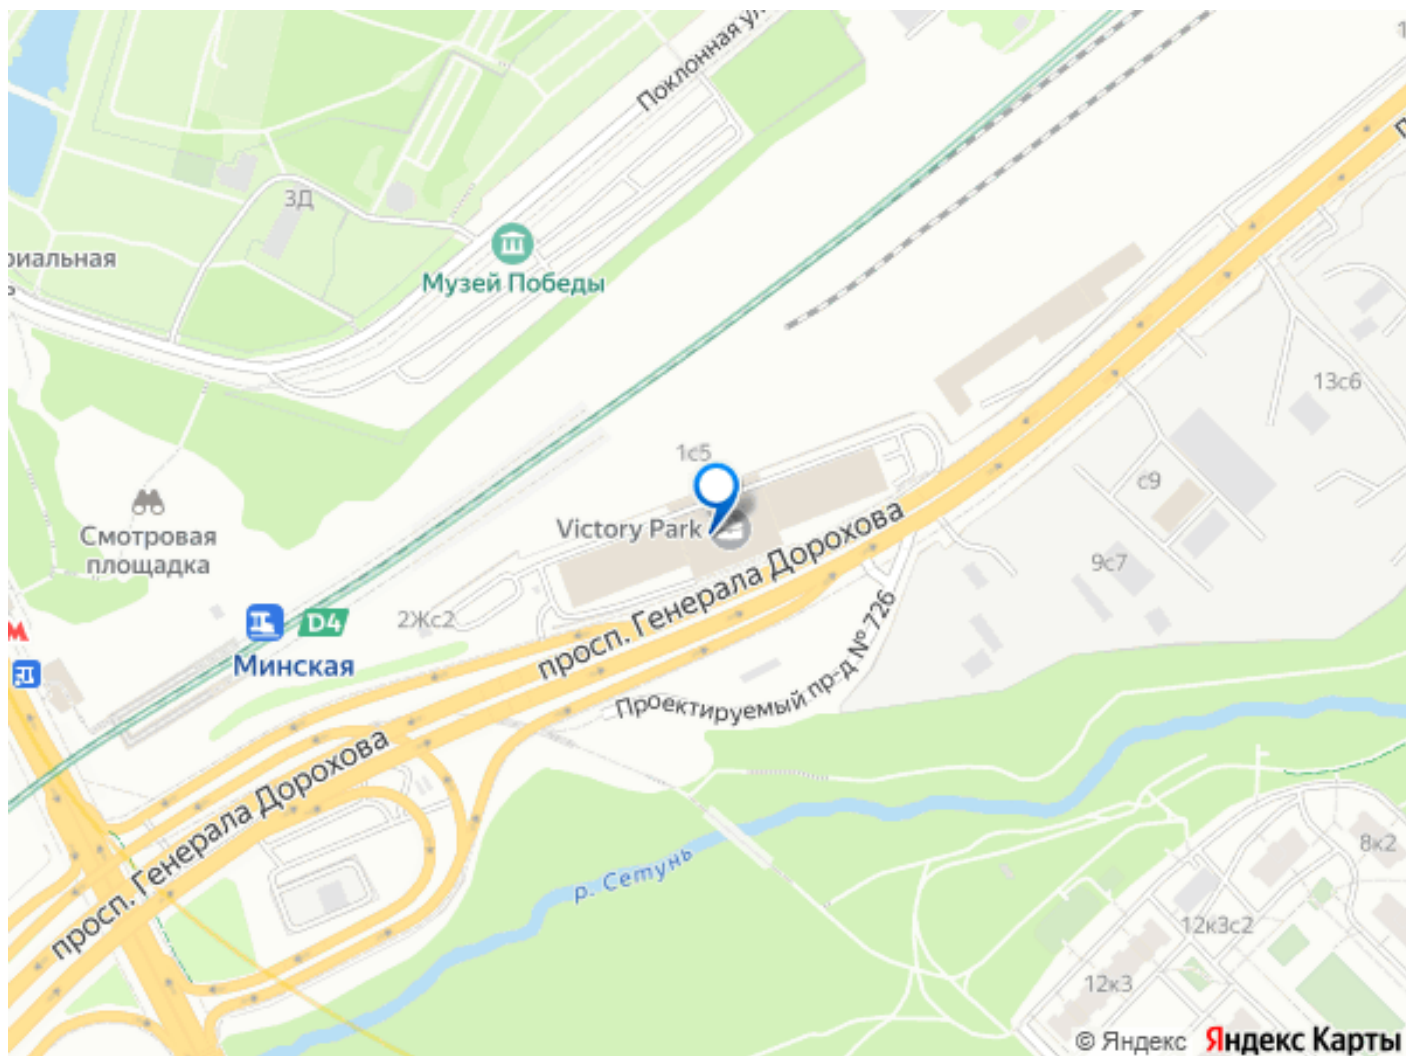 Поклонная ул
3Д
риальная
Музей Победы
13с6
1с5
с9
Victory Park
Смотровая
площадка
просп. Генерала Дорохова
9с7
2Жс2
D4
Минская
Проектируемый пр-д № 726
просп. Генерала Дорохова
р. Сетунь
8к2
12к3с2
12к3
© Яндекс Яндекс Карты